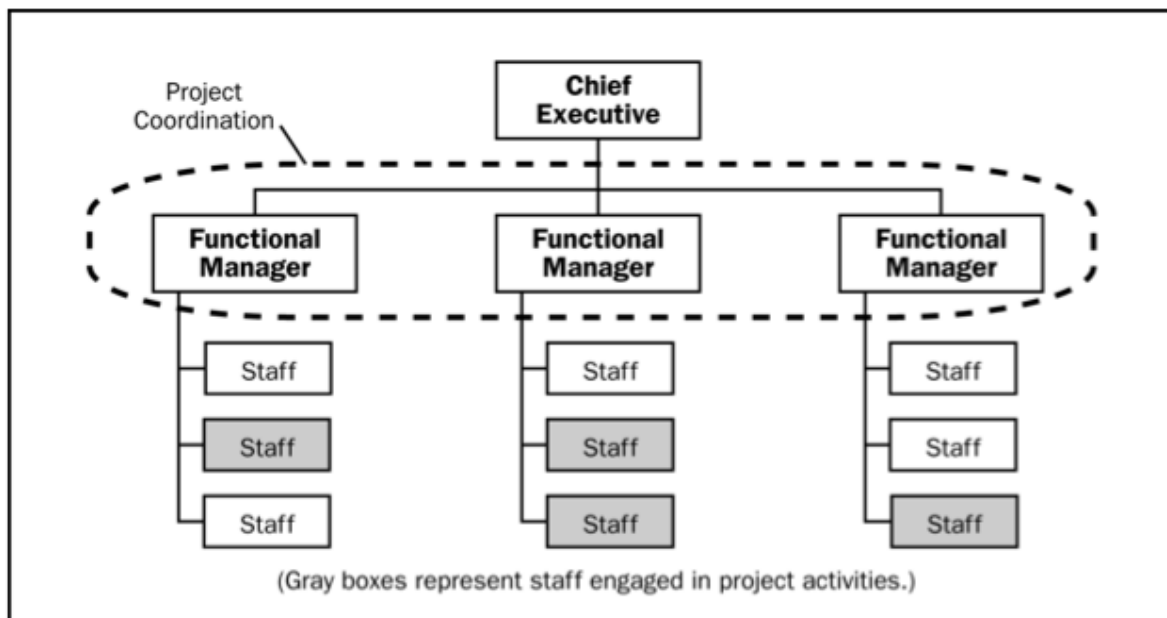 Project
Coordination
Chief
Executive
Functional
Manager
Functional
Manager
Functional
Manager
Staff
Staff
Staff
Staff
Staff
Staff
Staff
Staff
Staff
(Gray boxes represent staff engaged in project activities.)